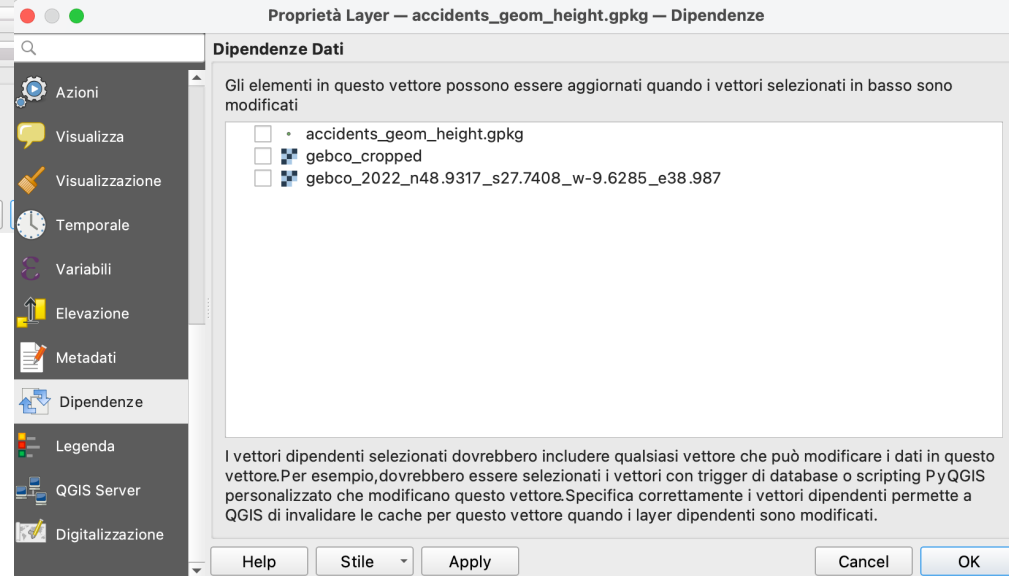 Proprietà Layer — accidents_geom_height.gpkg — Dipendenze
Azioni
Visualizza
Visualizzazione
Temporale
Variabili
Elevazione
Metadati
Dipendenze
Legenda
QGIS Server
Digitalizzazione
Dipendenze Dati
Gli elementi in questo vettore possono essere aggiornati quando i vettori selezionati in basso sono
modificati
accidents_geom_height.gpkg
gebco_cropped
gebco_2022_n48.9317_s27.7408_w-9.6285_e38.987
I vettori dipendenti selezionati dovrebbero includere qualsiasi vettore che può modificare i dati in questo
vettore.Per esempio,dovrebbero essere selezionati i vettori con trigger di database o scripting PyQGIS
personalizzato che modificano questo vettore.Specifica correttamente i vettori dipendenti permette a
QGIS di invalidare le cache per questo vettore quando i layer dipendenti sono modificati.
Help
Stile
Apply
Cancel
OK